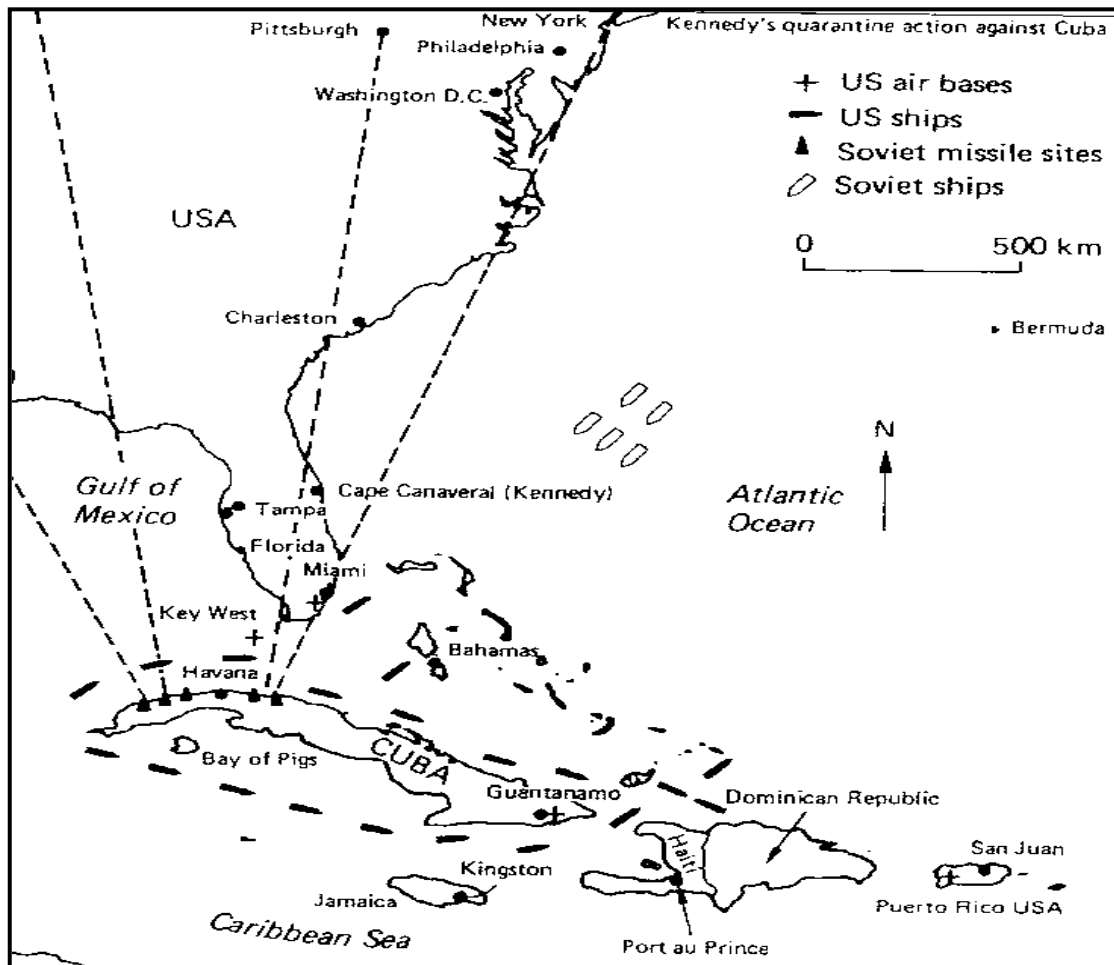 New York
Kennedy's quarantine action against Cuba
Pittsburgh
Philadelphia
Washington D.C.
US air bases
US ships
Soviet missile sites
Soviet ships
USA
0 500 km
Charleston
Bermuda
N
Gulf of
Mexico
Cape Canaveral (Kennedy)
Atlantic
Ocean
Tampa
Florida
Miami
Key West
Bahamas
Havana
CUBA
Bay of Pigs
Guantanamo
Dominican Republic
Haiti
San Juan
Kingston
Jamaica
Puerto Rico USA
Caribbean Sea
Port au Prince